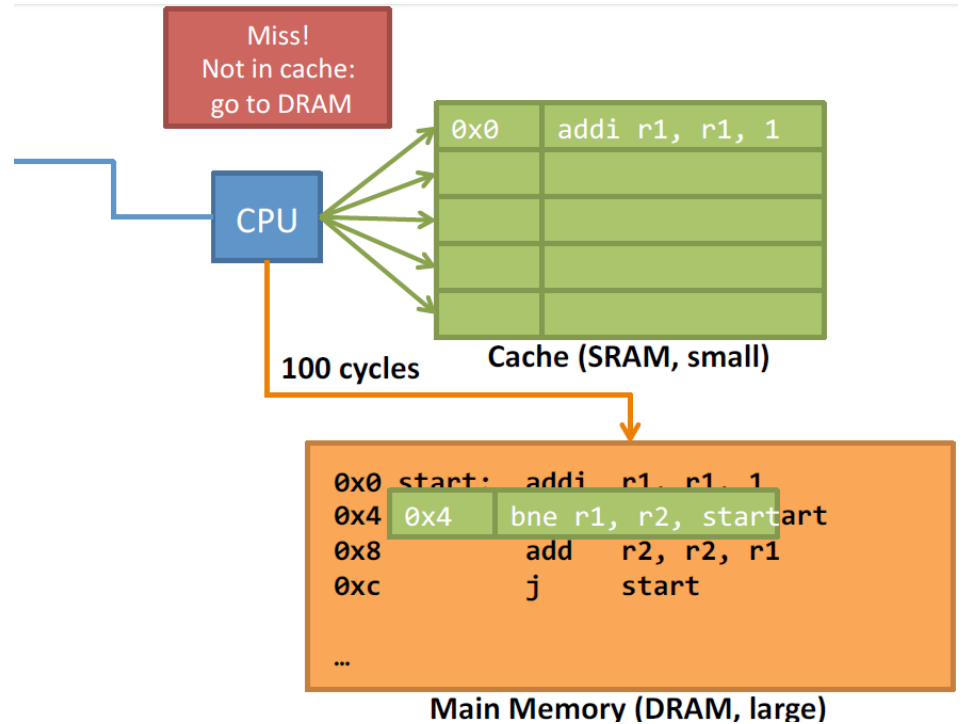 Miss!
Not in cache:
go to DRAM
0x0 addi r1, r1, 1
CPU
Cache (SRAM, small)
100 cycles
0x0 start: addi r1, r1, 1
0x4 0x4 bne r1, r2, startart
0x8 add r2, r2, r1
0xc j start
…
Main Memory (DRAM, large)